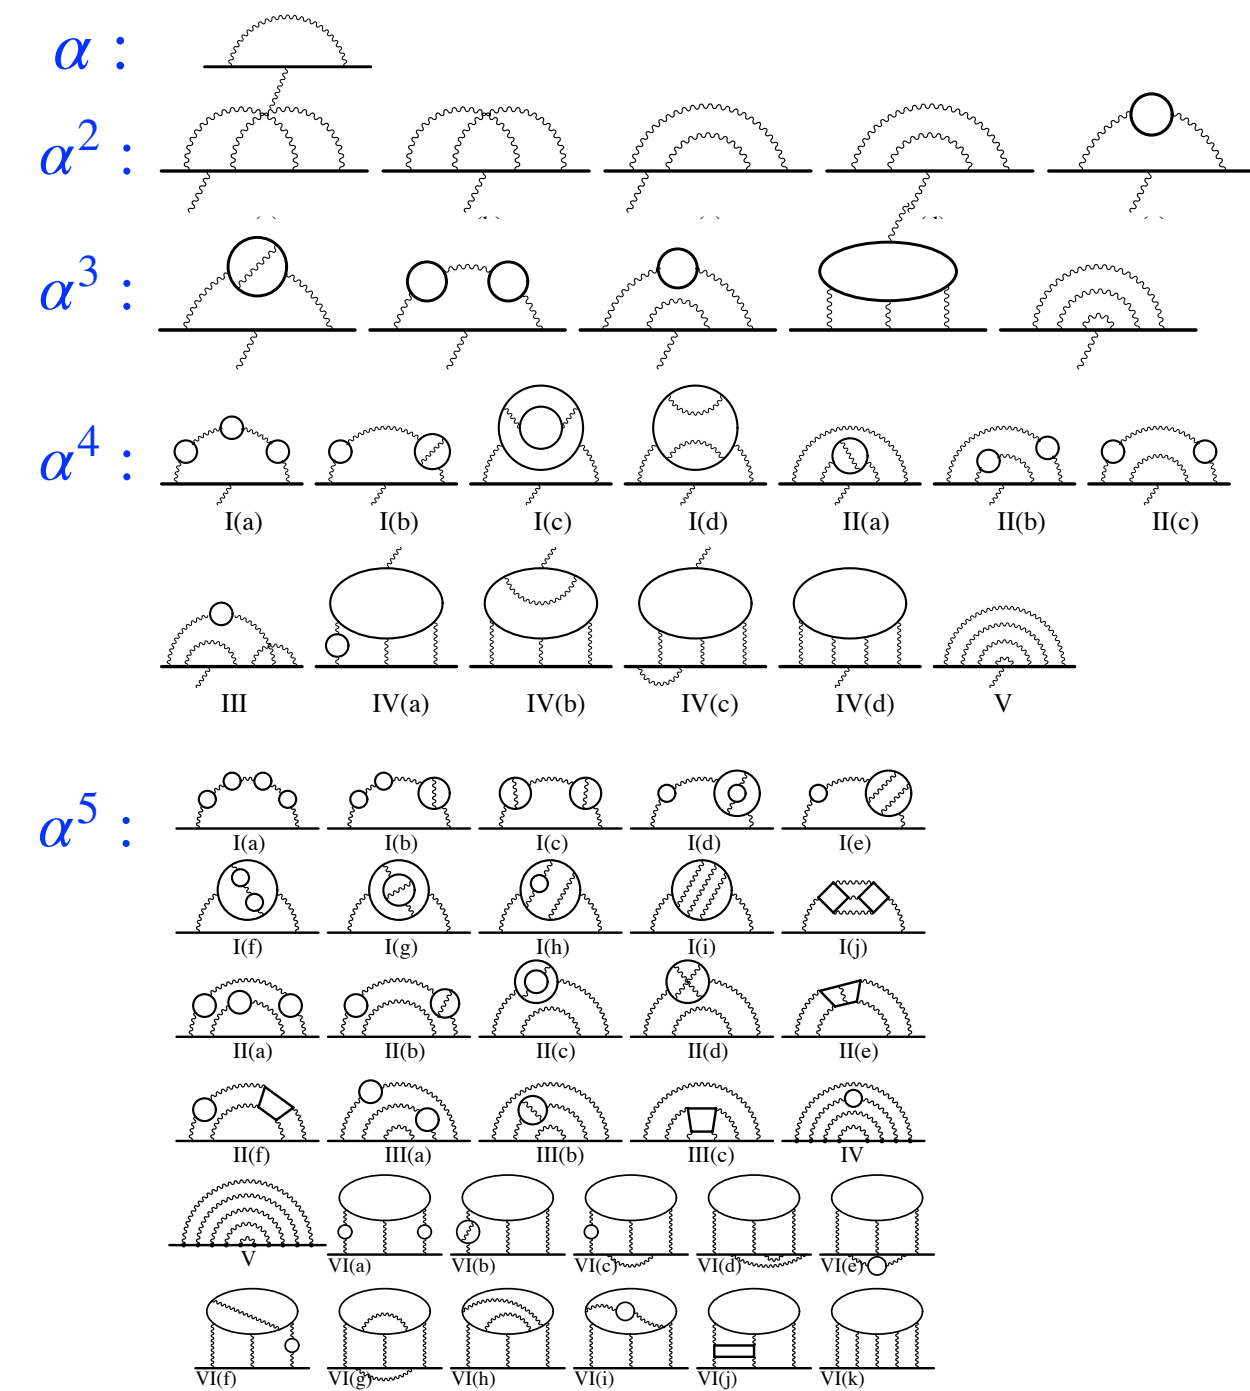 α :
α² :
α³ :
α⁴ :
I(a) I(b) I(c) I(d) II(a) II(b) II(c)
III IV(a) IV(b) IV(c) IV(d) V
α⁵ :
I(a) I(b) I(c) I(d) I(e)
I(f) I(g) I(h) I(i) I(j)
II(a) II(b) II(c) II(d) II(e)
II(f) III(a) III(b) III(c) IV
V VI(a) VI(b) VI(c) VI(d) VI(e)
VI(f) VI(g) VI(h) VI(i) VI(j) VI(k)